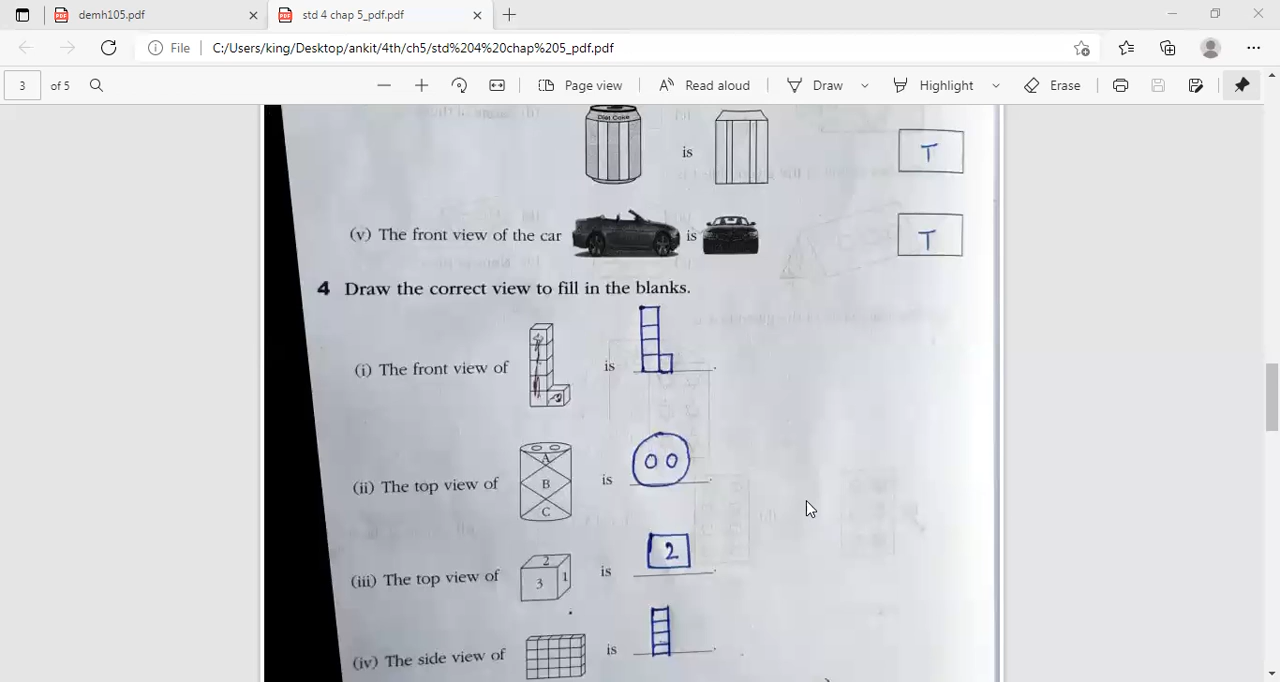 demh105.pdf
std 4 chap 5_pdf.pdf
File C:/Users/king/Desktop/ankit/4th/ch5/std%204%20chap%205_pdf.pdf
3 of 5 Page view Read aloud Draw Highlight Erase
Diet Coke
is T
(v) The front view of the car is T
4 Draw the correct view to fill in the blanks.
(i) The front view of is .
A
(ii) The top view of B is OO .
C
2
(iii) The top view of 3 1 is 2 .
(iv) The side view of is .